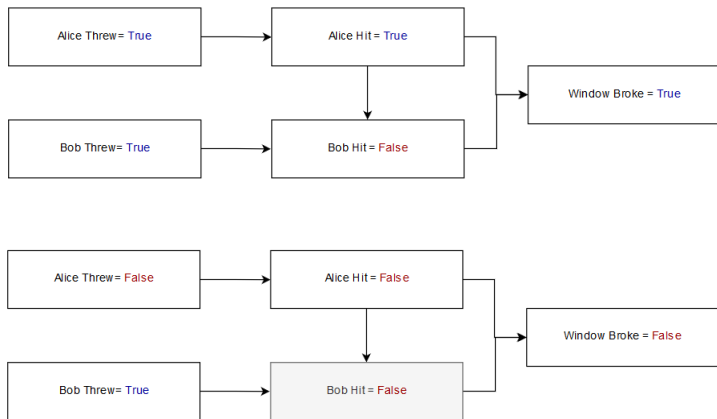 Alice Threw= True
Alice Hit = True
Window Broke = True
Bob Threw= True
Bob Hit = False
Alice Threw= False
Alice Hit = False
Window Broke = False
Bob Threw= True
Bob Hit = False